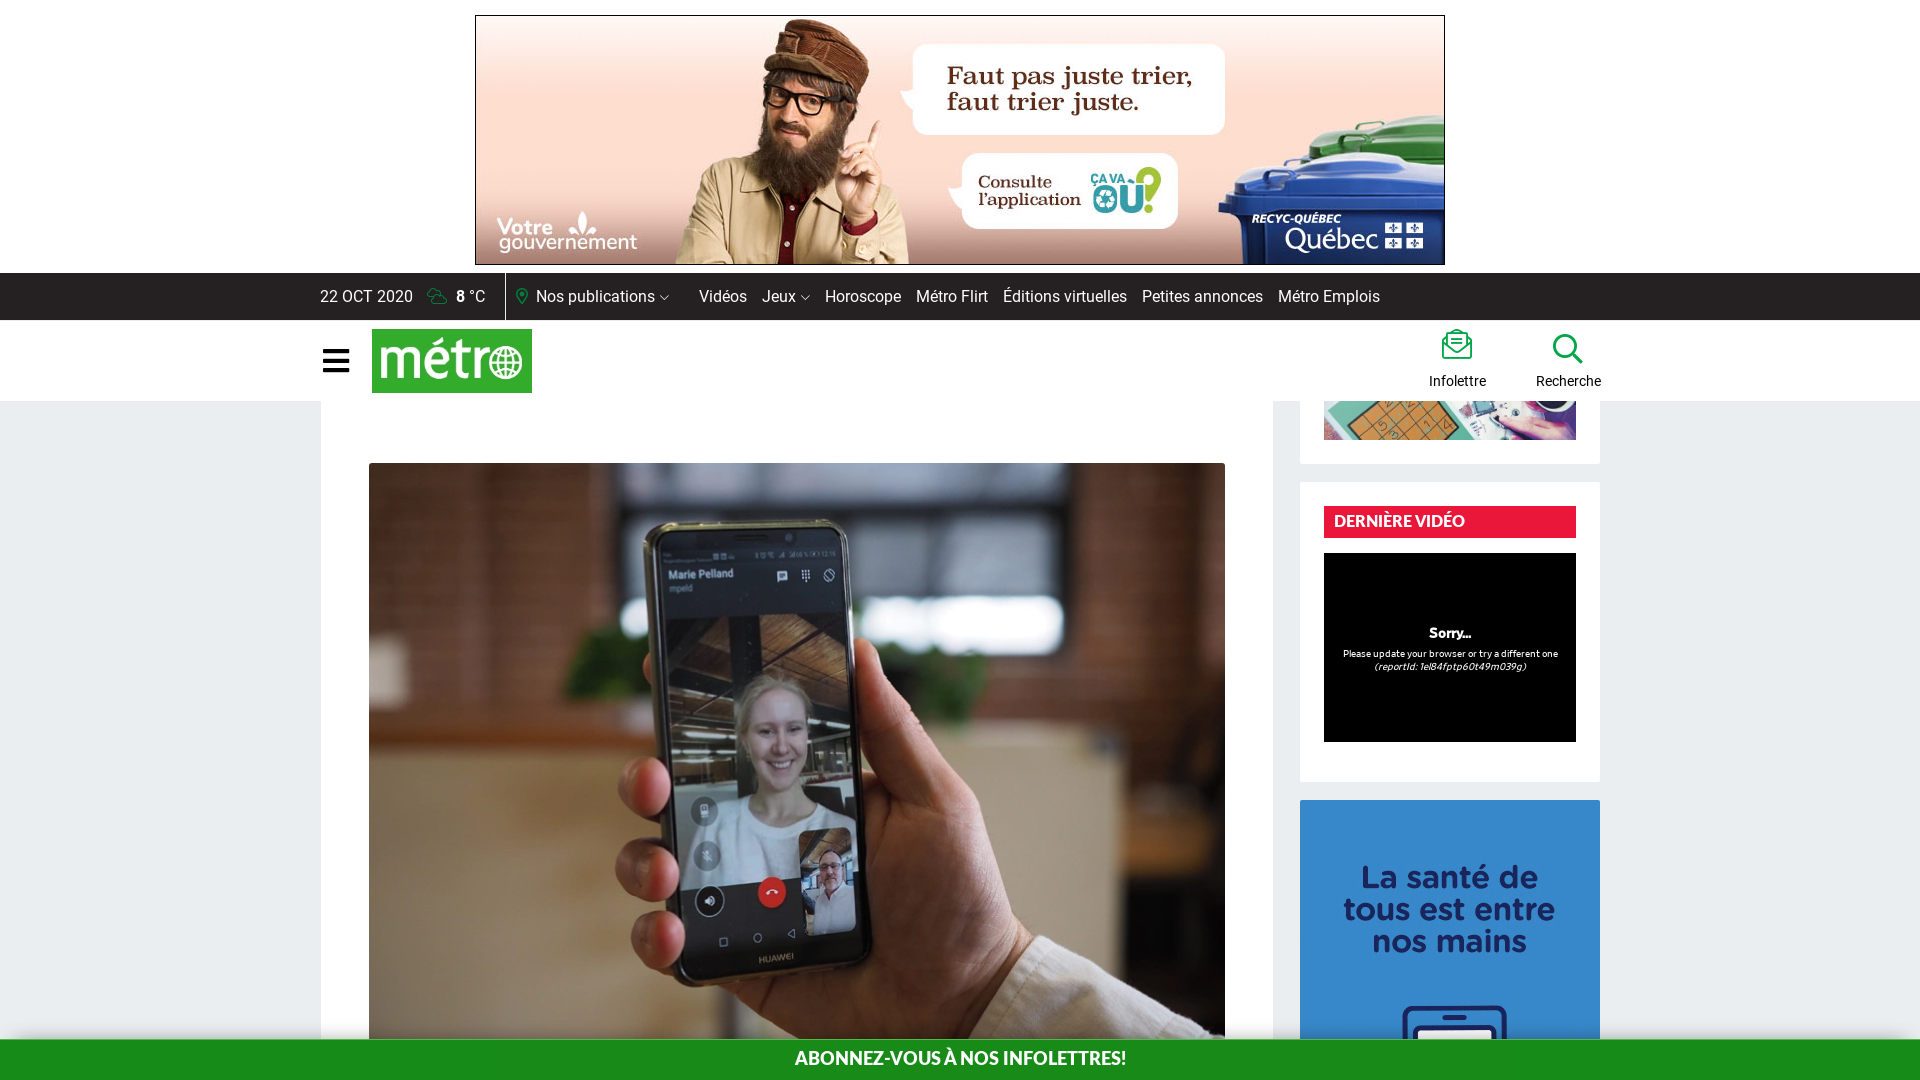 Faut pas juste trier,
faut trier juste.
Consulte
l'application
ÇA VA
OÙ?
Votre
gouvernement
RECYC-QUÉBEC
Québec
22 OCT 2020 8 °C Nos publications Vidéos Jeux Horoscope Métro Flirt Éditions virtuelles Petites annonces Métro Emplois
métro
Infolettre
Recherche
DERNIÈRE VIDÉO
Sorry...
Please update your browser or try a different one
(reportId: 1el84fptp60t49m039g)
Marie Pelland
mpeld
HUAWEI
La santé de
tous est entre
nos mains
ABONNEZ-VOUS À NOS INFOLETTRES!